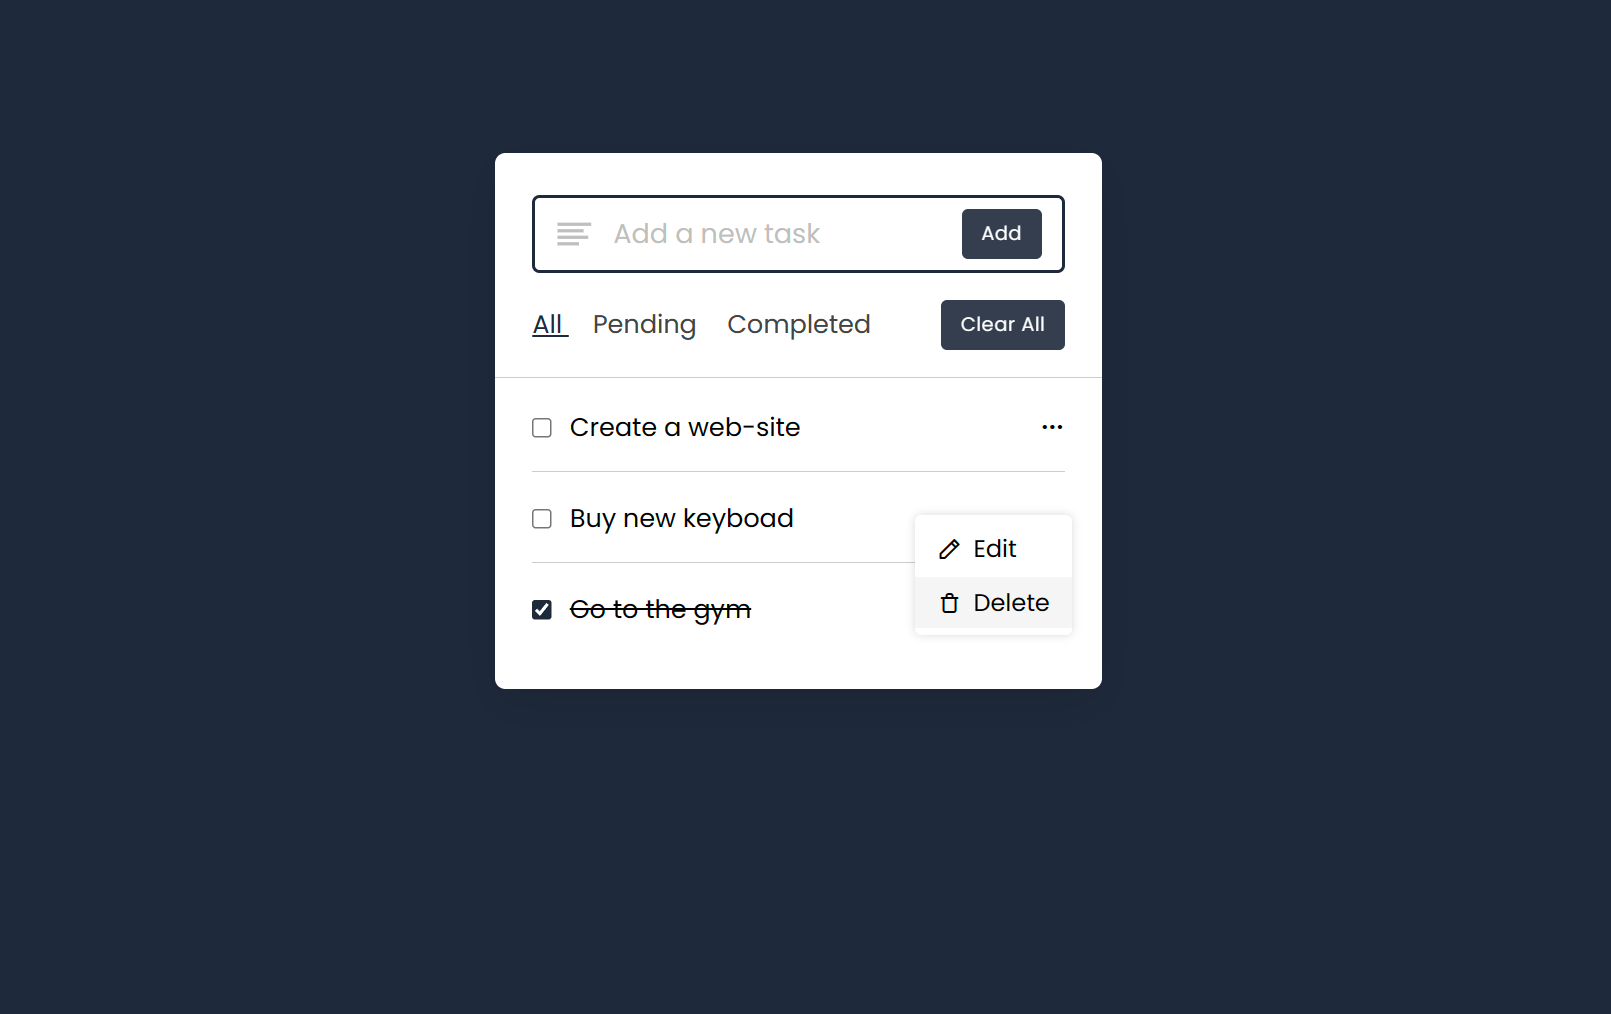 Add a new task Add
All Pending Completed Clear All
Create a web-site
Buy new keyboad
Edit
Delete
Go to the gym